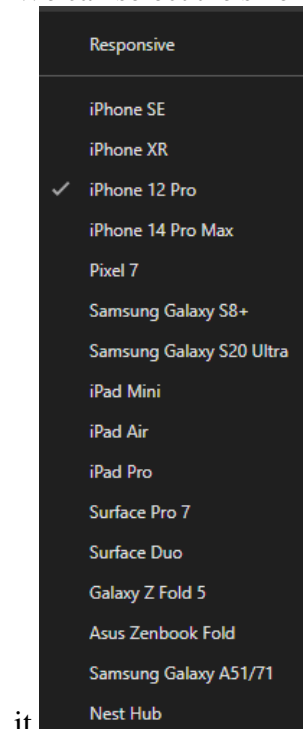 Responsive
iPhone SE
iPhone XR
iPhone 12 Pro
iPhone 14 Pro Max
Pixel 7
Samsung Galaxy S8+
Samsung Galaxy S20 Ultra
iPad Mini
iPad Air
iPad Pro
Surface Pro 7
Surface Duo
Galaxy Z Fold 5
Asus Zenbook Fold
Samsung Galaxy A51/71
it Nest Hub